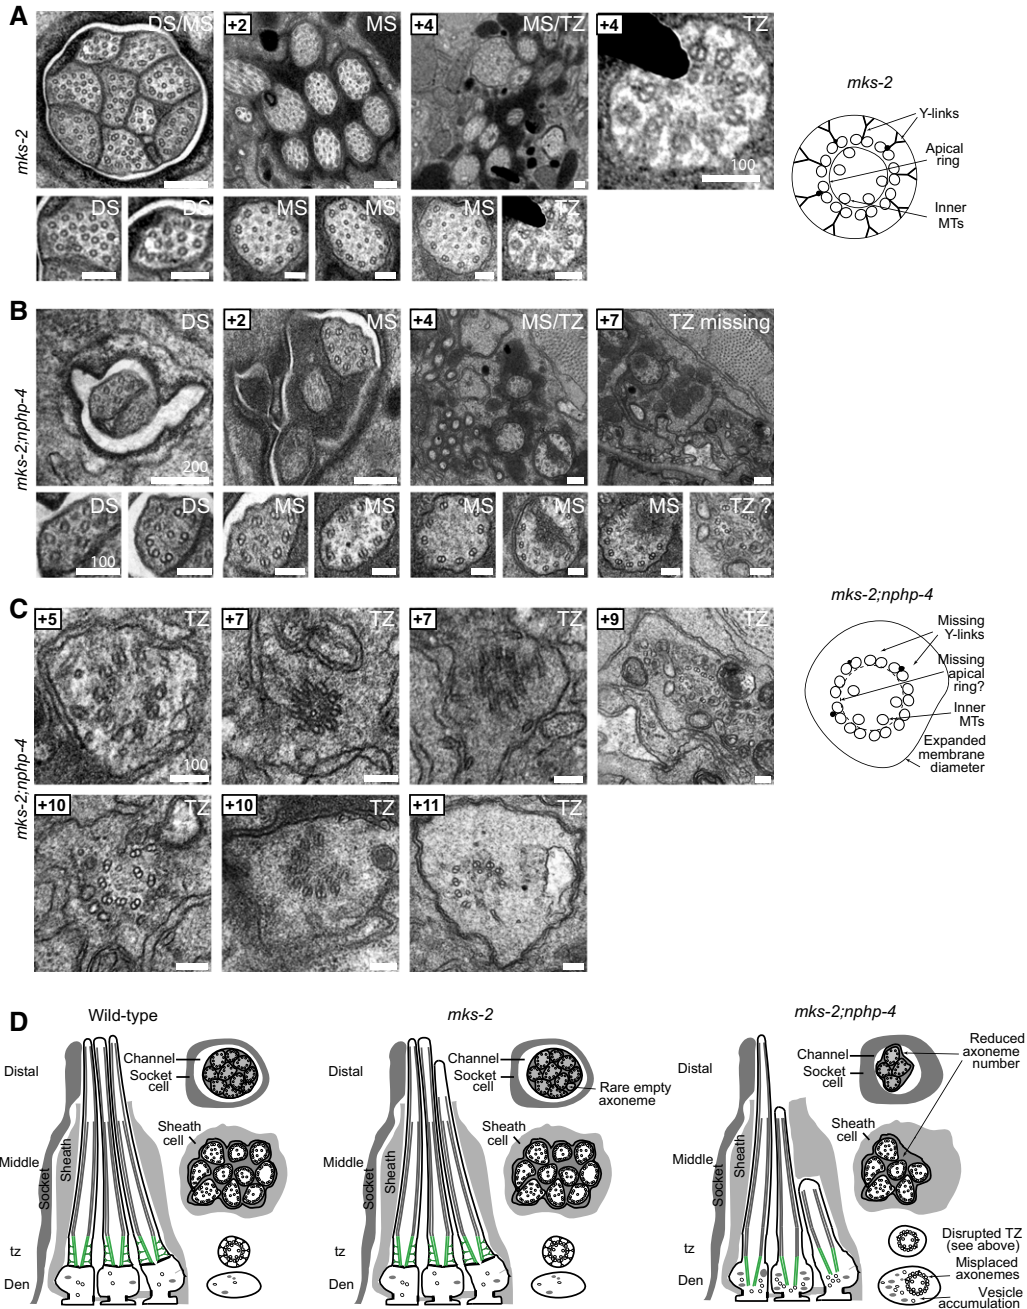 A
mks-2
DS/MS
+2
MS
+4
MS/TZ
+4
TZ
100
DS
DS
MS
MS
MS
TZ
mks-2
Y-links
Apical
ring
Inner
MTs
B
mks-2;nphp-4
DS
200
+2
MS
+4
MS/TZ
+7
TZ missing
DS
100
DS
MS
MS
MS
MS
MS
TZ ?
C
mks-2;nphp-4
+5
TZ
100
+7
TZ
+7
TZ
+9
TZ
+10
TZ
+10
TZ
+11
TZ
mks-2;nphp-4
Missing
Y-links
Missing
apical
ring?
Inner
MTs
Expanded
membrane
diameter
D
Wild-type
Distal
Middle
tz
Den
Socket
Sheath
Channel
Socket
cell
Sheath
cell
mks-2
Distal
Middle
tz
Den
Socket
Sheath
Channel
Socket
cell
Rare empty
axoneme
Sheath
cell
mks-2;nphp-4
Distal
Middle
tz
Den
Socket
Sheath
Channel
Socket
cell
Reduced
axoneme
number
Sheath
cell
Disrupted TZ
(see above)
Misplaced
axonemes
Vesicle
accumulation